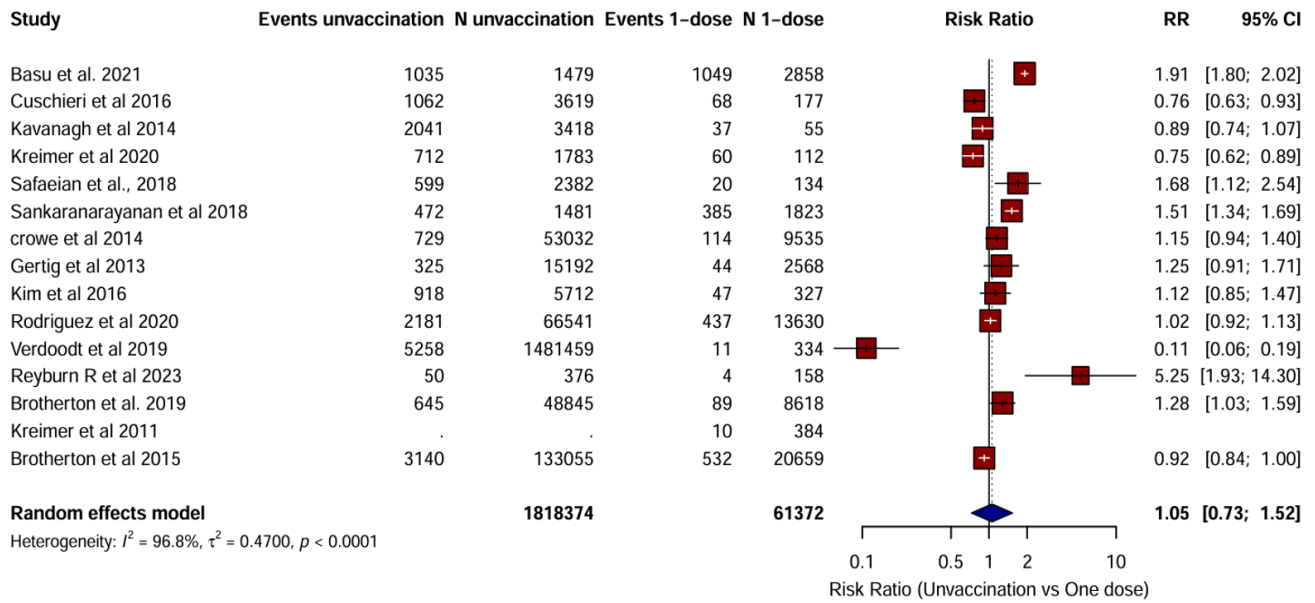 Study Events unvaccination N unvaccination Events 1−dose N 1−dose Risk Ratio RR 95% CI
Basu et al. 2021 1035 1479 1049 2858 1.91 [1.80; 2.02]
Cuschieri et al 2016 1062 3619 68 177 0.76 [0.63; 0.93]
Kavanagh et al 2014 2041 3418 37 55 0.89 [0.74; 1.07]
Kreimer et al 2020 712 1783 60 112 0.75 [0.62; 0.89]
Safaeian et al., 2018 599 2382 20 134 1.68 [1.12; 2.54]
Sankaranarayanan et al 2018 472 1481 385 1823 1.51 [1.34; 1.69]
crowe et al 2014 729 53032 114 9535 1.15 [0.94; 1.40]
Gertig et al 2013 325 15192 44 2568 1.25 [0.91; 1.71]
Kim et al 2016 918 5712 47 327 1.12 [0.85; 1.47]
Rodriguez et al 2020 2181 66541 437 13630 1.02 [0.92; 1.13]
Verdoodt et al 2019 5258 1481459 11 334 0.11 [0.06; 0.19]
Reyburn R et al 2023 50 376 4 158 5.25 [1.93; 14.30]
Brotherton et al. 2019 645 48845 89 8618 1.28 [1.03; 1.59]
Kreimer et al 2011 . . 10 384
Brotherton et al 2015 3140 133055 532 20659 0.92 [0.84; 1.00]
Random effects model 1818374 61372 1.05 [0.73; 1.52]
Heterogeneity: I² = 96.8%, τ² = 0.4700, p < 0.0001
0.1 0.5 1 2 10
Risk Ratio (Unvaccination vs One dose)